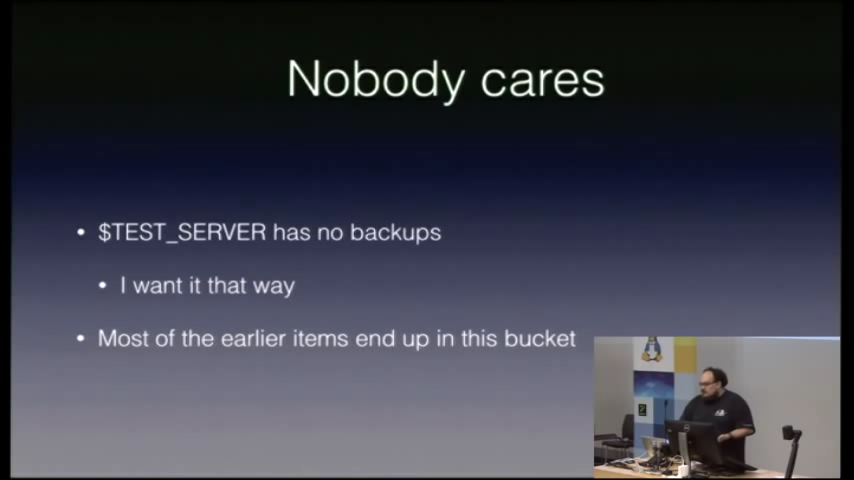 Nobody cares
• $TEST_SERVER has no backups
• I want it that way
• Most of the earlier items end up in this bucket